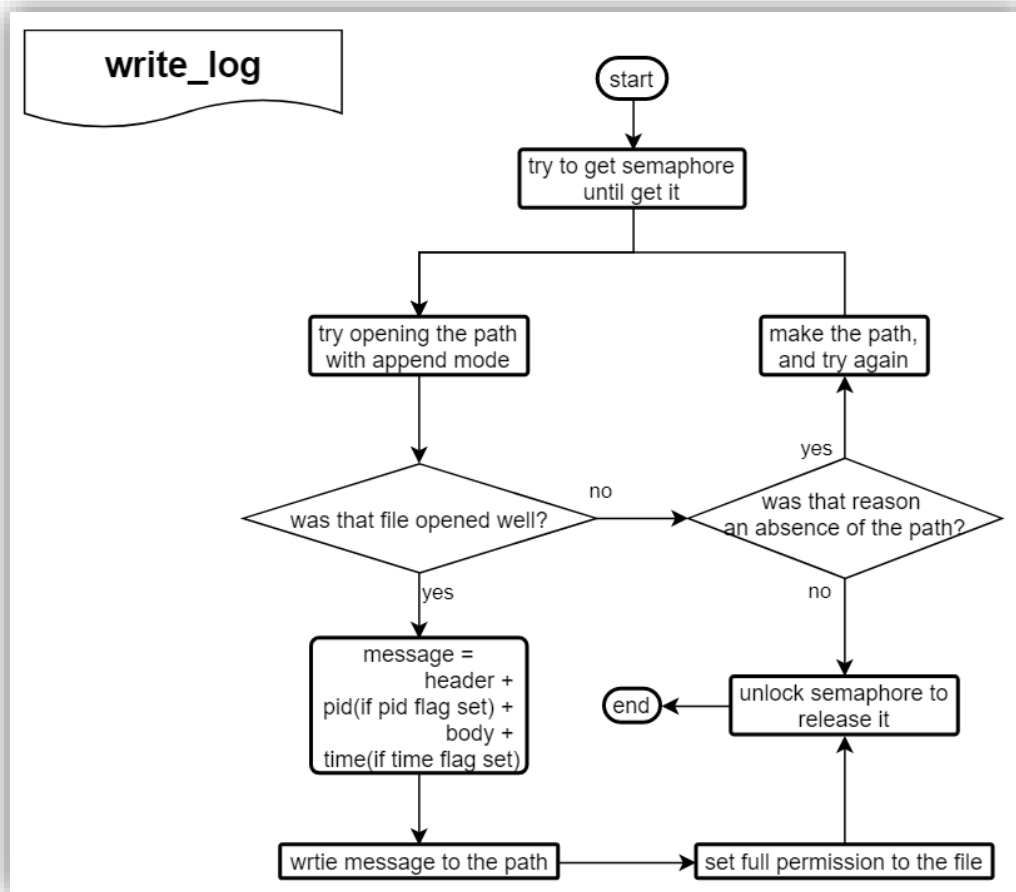 write_log
start
try to get semaphore
until get it
try opening the path
with append mode
make the path,
and try again
yes
no
was that file opened well?
was that reason
an absence of the path?
yes
no
message =
header +
pid(if pid flag set) +
body +
time(if time flag set)
end
unlock semaphore to
release it
wrtie message to the path
set full permission to the file